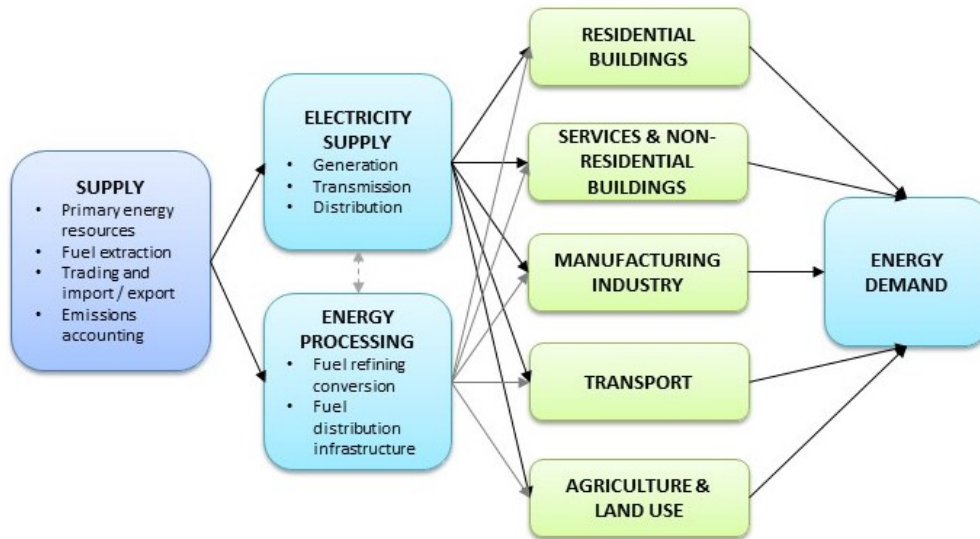 SUPPLY
• Primary energy
resources
• Fuel extraction
• Trading and
import / export
• Emissions
accounting
ELECTRICITY
SUPPLY
• Generation
• Transmission
• Distribution
ENERGY
PROCESSING
• Fuel refining
conversion
• Fuel
distribution
infrastructure
RESIDENTIAL
BUILDINGS
SERVICES & NON-
RESIDENTIAL
BUILDINGS
MANUFACTURING
INDUSTRY
TRANSPORT
AGRICULTURE &
LAND USE
ENERGY
DEMAND